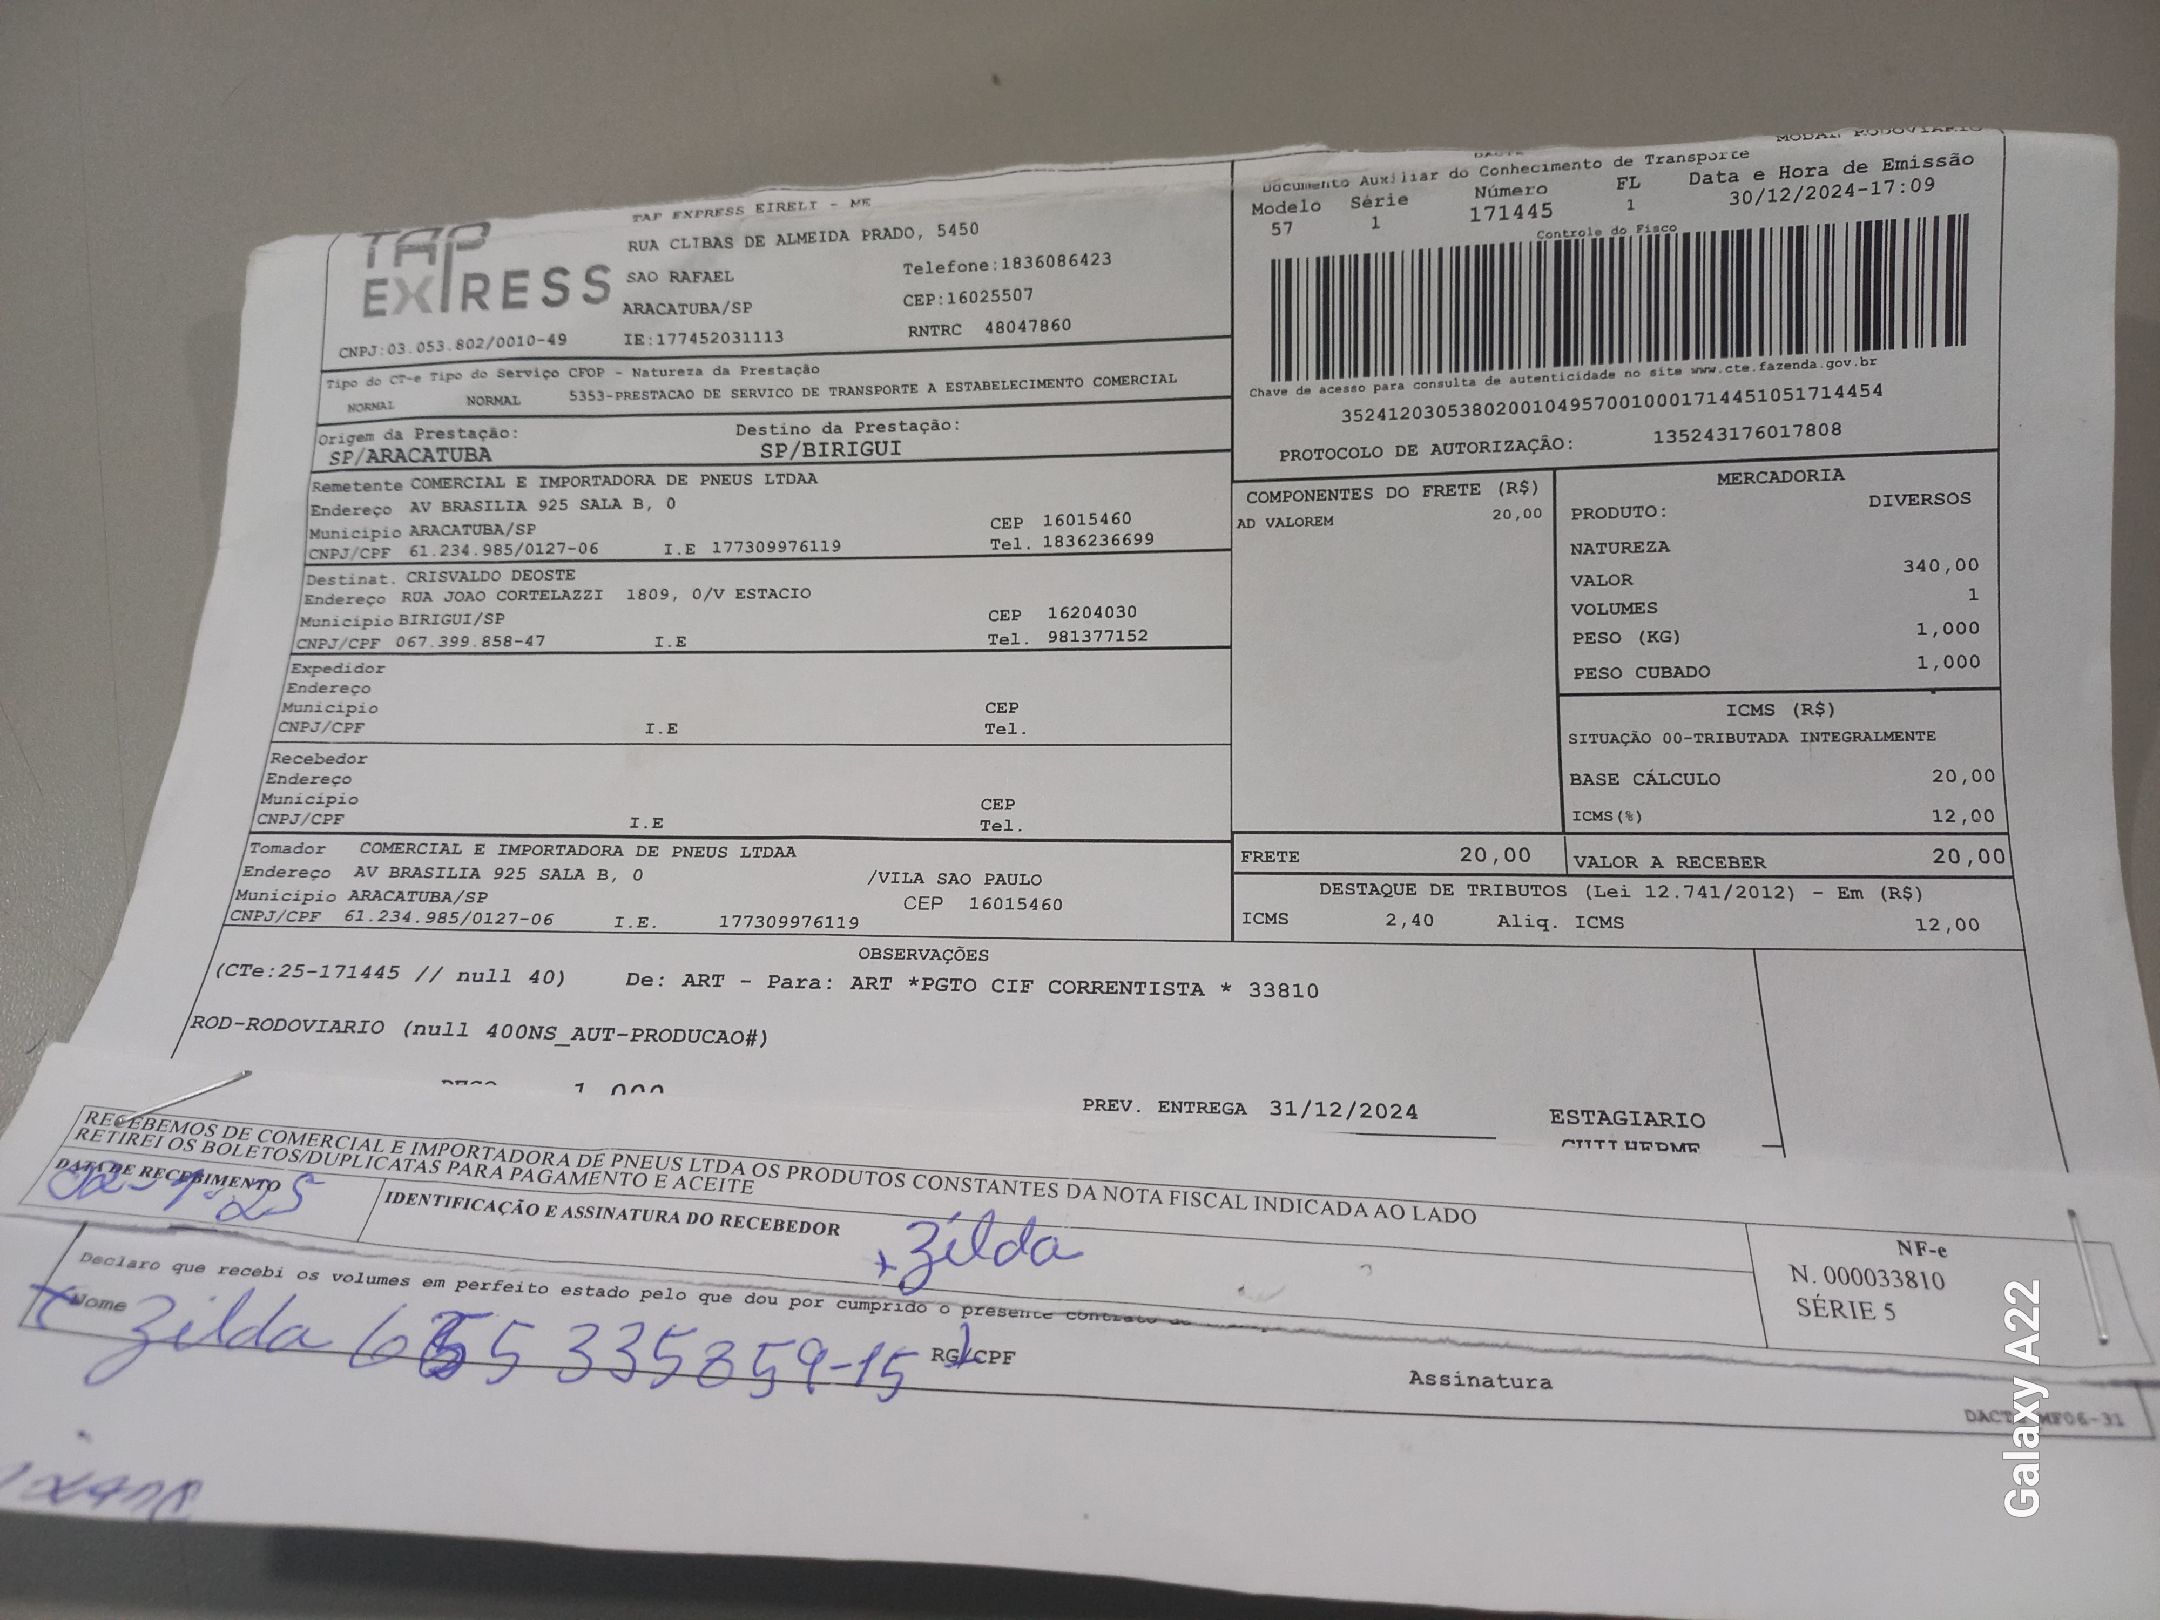 TAP EXPRESS
TAP EXPRESS EIRELI - ME
RUA CLIBAS DE ALMEIDA PRADO, 5450
SAO RAFAEL Telefone:1836086423
ARACATUBA/SP CEP:16025507
CNPJ:03.053.802/0010-49 IE:177452031113 RNTRC 48047860
MODAL RODOVIARIO
Documento Auxiliar do Conhecimento de Transporte
Modelo Série Número FL Data e Hora de Emissão
57 1 171445 1 30/12/2024-17:09
Controle do Fisco
Chave de acesso para consulta de autenticidade no site www.cte.fazenda.gov.br
35241203053802001049570010001714451051714454
PROTOCOLO DE AUTORIZAÇÃO: 135243176017808
Tipo do CT-e Tipo do Serviço CFOP - Natureza da Prestação
NORMAL NORMAL 5353-PRESTACAO DE SERVICO DE TRANSPORTE A ESTABELECIMENTO COMERCIAL
Origem da Prestação: Destino da Prestação:
SP/ARACATUBA SP/BIRIGUI
Remetente COMERCIAL E IMPORTADORA DE PNEUS LTDAA
Endereço AV BRASILIA 925 SALA B, 0
Municipio ARACATUBA/SP CEP 16015460
CNPJ/CPF 61.234.985/0127-06 I.E 177309976119 Tel. 1836236699
Destinat. CRISVALDO DEOSTE
Endereço RUA JOAO CORTELAZZI 1809, 0/V ESTACIO
Municipio BIRIGUI/SP CEP 16204030
CNPJ/CPF 067.399.858-47 I.E Tel. 981377152
Expedidor
Endereço
Município CEP
CNPJ/CPF I.E Tel.
Recebedor
Endereço
Município CEP
CNPJ/CPF I.E Tel.
Tomador COMERCIAL E IMPORTADORA DE PNEUS LTDAA
Endereço AV BRASILIA 925 SALA B, 0 /VILA SAO PAULO
Municipio ARACATUBA/SP CEP 16015460
CNPJ/CPF 61.234.985/0127-06 I.E. 177309976119
COMPONENTES DO FRETE (R$)
AD VALOREM 20,00
MERCADORIA
PRODUTO: DIVERSOS
NATUREZA
VALOR 340,00
VOLUMES 1
PESO (KG) 1,000
PESO CUBADO 1,000
ICMS (R$)
SITUAÇÃO 00-TRIBUTADA INTEGRALMENTE
BASE CÁLCULO 20,00
ICMS(%) 12,00
FRETE 20,00 VALOR A RECEBER 20,00
DESTAQUE DE TRIBUTOS (Lei 12.741/2012) - Em (R$)
ICMS 2,40 Aliq. ICMS 12,00
OBSERVAÇÕES
(CTe:25-171445 // null 40) De: ART - Para: ART *PGTO CIF CORRENTISTA * 33810
ROD-RODOVIARIO (null 400NS_AUT-PRODUCAO#)
PREV. ENTREGA 31/12/2024 ESTAGIARIO
GUILHERME
RECEBEMOS DE COMERCIAL E IMPORTADORA DE PNEUS LTDA OS PRODUTOS CONSTANTES DA NOTA FISCAL INDICADA AO LADO
RETIREI OS BOLETOS/DUPLICATAS PARA PAGAMENTO E ACEITE
DATA DE RECEBIMENTO IDENTIFICAÇÃO E ASSINATURA DO RECEBEDOR
Zilda
NF-e
N. 000033810
SÉRIE 5
Declaro que recebi os volumes em perfeito estado pelo que dou por cumprido o presente contrato
Nome Zilda RG/CPF Assinatura
Galaxy A22